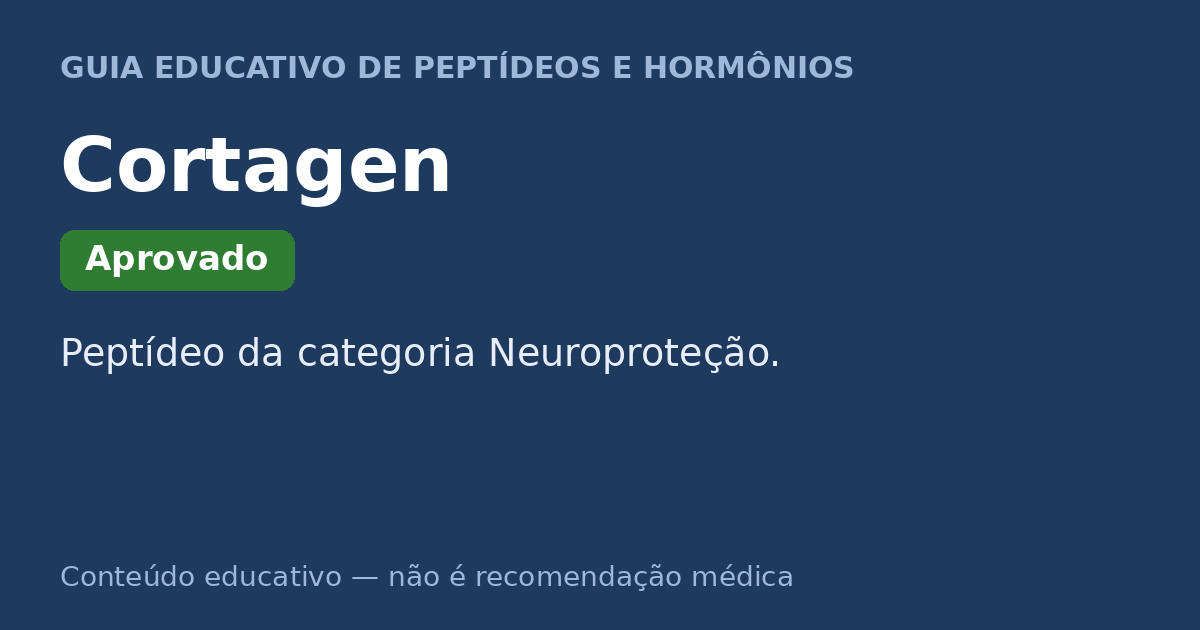 GUIA EDUCATIVO DE PEPTÍDEOS E HORMÔNIOS
Cortagen
Aprovado
Peptídeo da categoria Neuroproteção.
Conteúdo educativo — não é recomendação médica